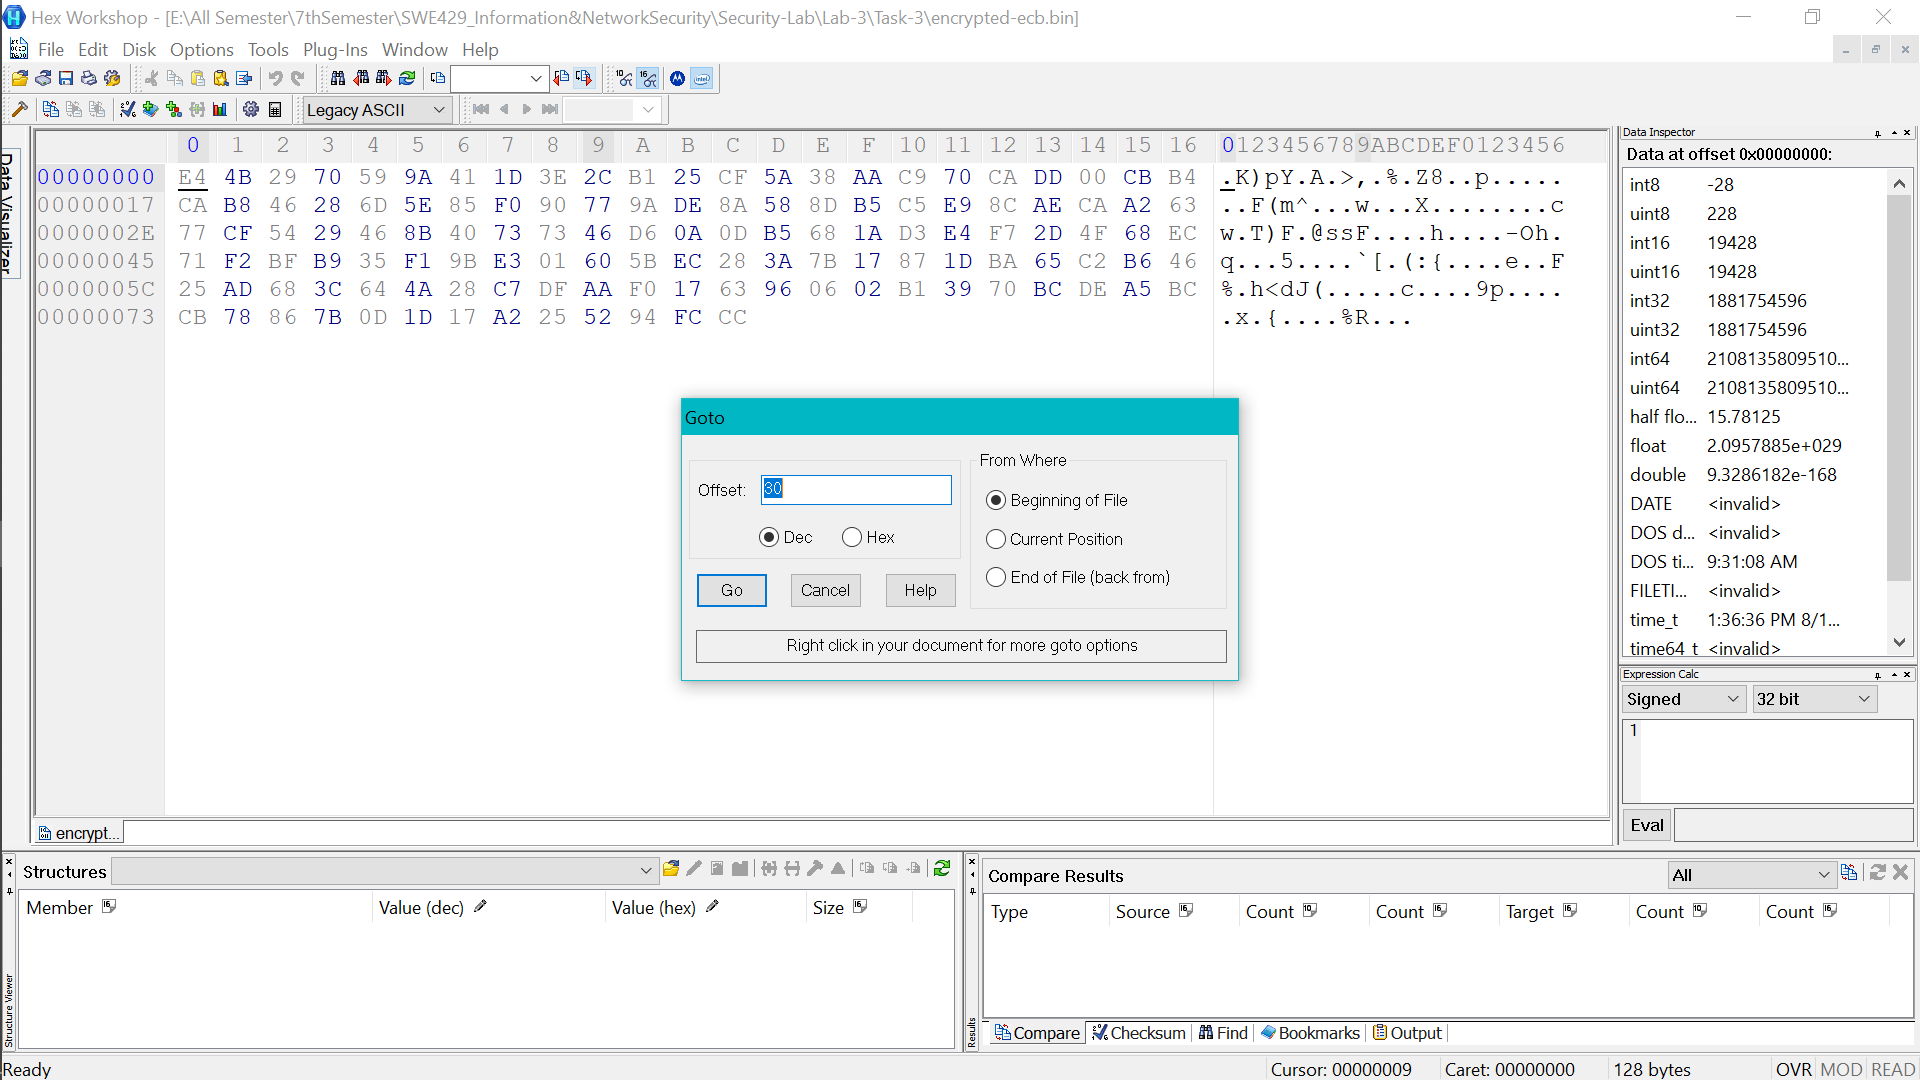 Hex Workshop - [E:\All Semester\7thSemester\SWE429_Information&NetworkSecurity\Security-Lab\Lab-3\Task-3\encrypted-ecb.bin]
File Edit Disk Options Tools Plug-Ins Window Help
Legacy ASCII
Data Visualizer
0 1 2 3 4 5 6 7 8 9 A B C D E F 10 11 12 13 14 15 16 0123456789ABCDEF0123456
00000000 E4 4B 29 70 59 9A 41 1D 3E 2C B1 25 CF 5A 38 AA C9 70 CA DD 00 CB B4 .K)pY.A.>,.%.Z8..p.....
00000017 CA B8 46 28 6D 5E 85 F0 90 77 9A DE 8A 58 8D B5 C5 E9 8C AE CA A2 63 ..F(m^...w...X........c
0000002E 77 CF 54 29 46 8B 40 73 73 46 D6 0A 0D B5 68 1A D3 E4 F7 2D 4F 68 EC w.T)F.@ssF....h....-Oh.
00000045 71 F2 BF B9 35 F1 9B E3 01 60 5B EC 28 3A 7B 17 87 1D BA 65 C2 B6 46 q...5....`[.(:{....e..F
0000005C 25 AD 68 3C 64 4A 28 C7 DF AA F0 17 63 96 06 02 B1 39 70 BC DE A5 BC %.h<dJ(.....c....9p....
00000073 CB 78 86 7B 0D 1D 17 A2 25 52 94 FC CC .x.{....%R...
Goto
Offset: 30
Dec Hex
From Where
Beginning of File
Current Position
End of File (back from)
Go Cancel Help
Right click in your document for more goto options
encrypt...
Data Inspector
Data at offset 0x00000000:
int8 -28
uint8 228
int16 19428
uint16 19428
int32 1881754596
uint32 1881754596
int64 2108135809510...
uint64 2108135809510...
half flo... 15.78125
float 2.0957885e+029
double 9.3286182e-168
DATE <invalid>
DOS d... <invalid>
DOS ti... 9:31:08 AM
FILETI... <invalid>
time_t 1:36:36 PM 8/1...
time64_t <invalid>
Expression Calc
Signed 32 bit
1
Eval
Structures
Member Value (dec) Value (hex) Size
Structure Viewer
Compare Results All
Type Source Count Count Target Count Count
Results
Compare Checksum Find Bookmarks Output
Ready Cursor: 00000009 Caret: 00000000 128 bytes OVR MOD READ